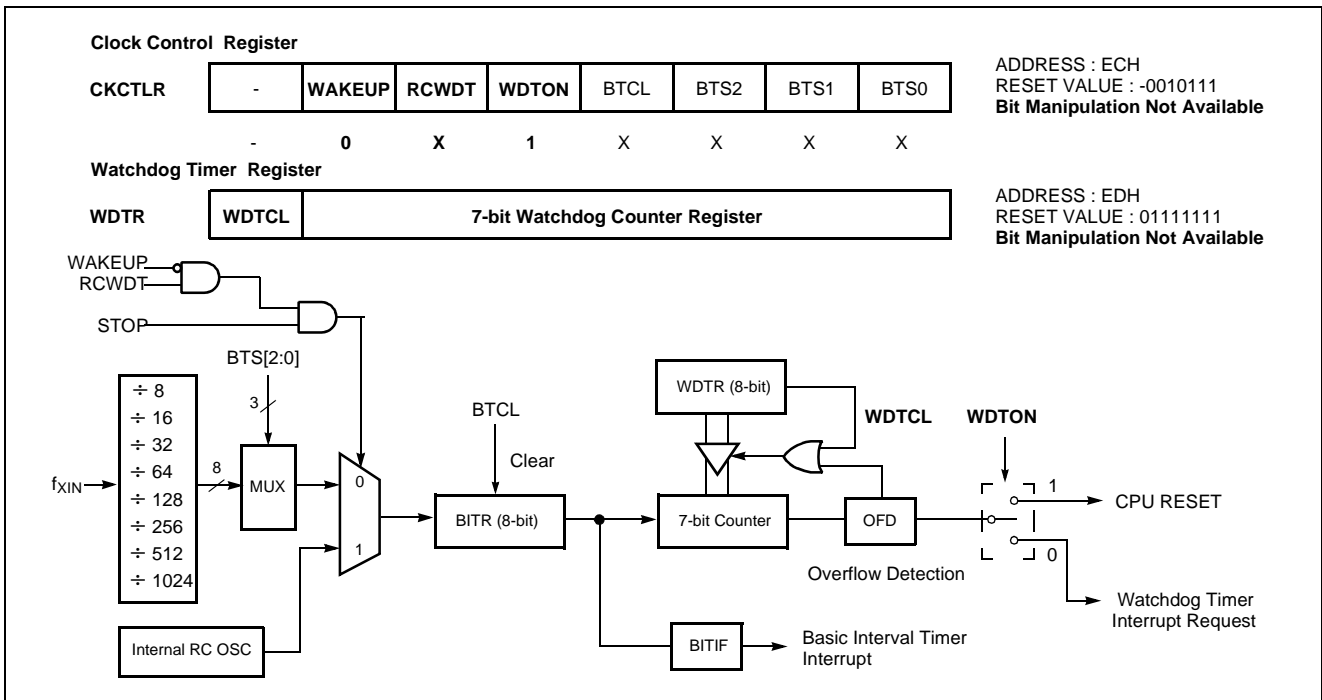 Clock Control Register
CKCTLR
- WAKEUP RCWDT WDTON BTCL BTS2 BTS1 BTS0
ADDRESS : ECH
RESET VALUE : -0010111
Bit Manipulation Not Available
- 0 X 1 X X X X
Watchdog Timer Register
WDTR
WDTCL 7-bit Watchdog Counter Register
ADDRESS : EDH
RESET VALUE : 01111111
Bit Manipulation Not Available
WAKEUP
RCWDT
STOP
BTS[2:0]
3
÷ 8
÷ 16
÷ 32
÷ 64
÷ 128
÷ 256
÷ 512
÷ 1024
fXIN
8
MUX
0
1
Internal RC OSC
BTCL
Clear
BITR (8-bit)
WDTR (8-bit)
WDTCL
WDTON
7-bit Counter
OFD
Overflow Detection
1
0
CPU RESET
Watchdog Timer
Interrupt Request
BITIF
Basic Interval Timer
Interrupt